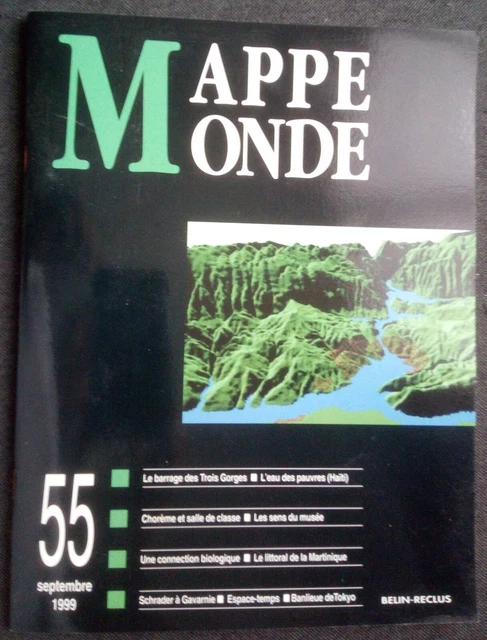 MAPPE
MONDE
55
septembre
1999
Le barrage des Trois Gorges ■ L'eau des pauvres (Haïti)
Chorème et salle de classe ■ Les sens du musée
Une connection biologique ■ Le littoral de la Martinique
Schrader à Gavarnie ■ Espace-temps ■ Banlieue deTokyo
BELIN-RECLUS